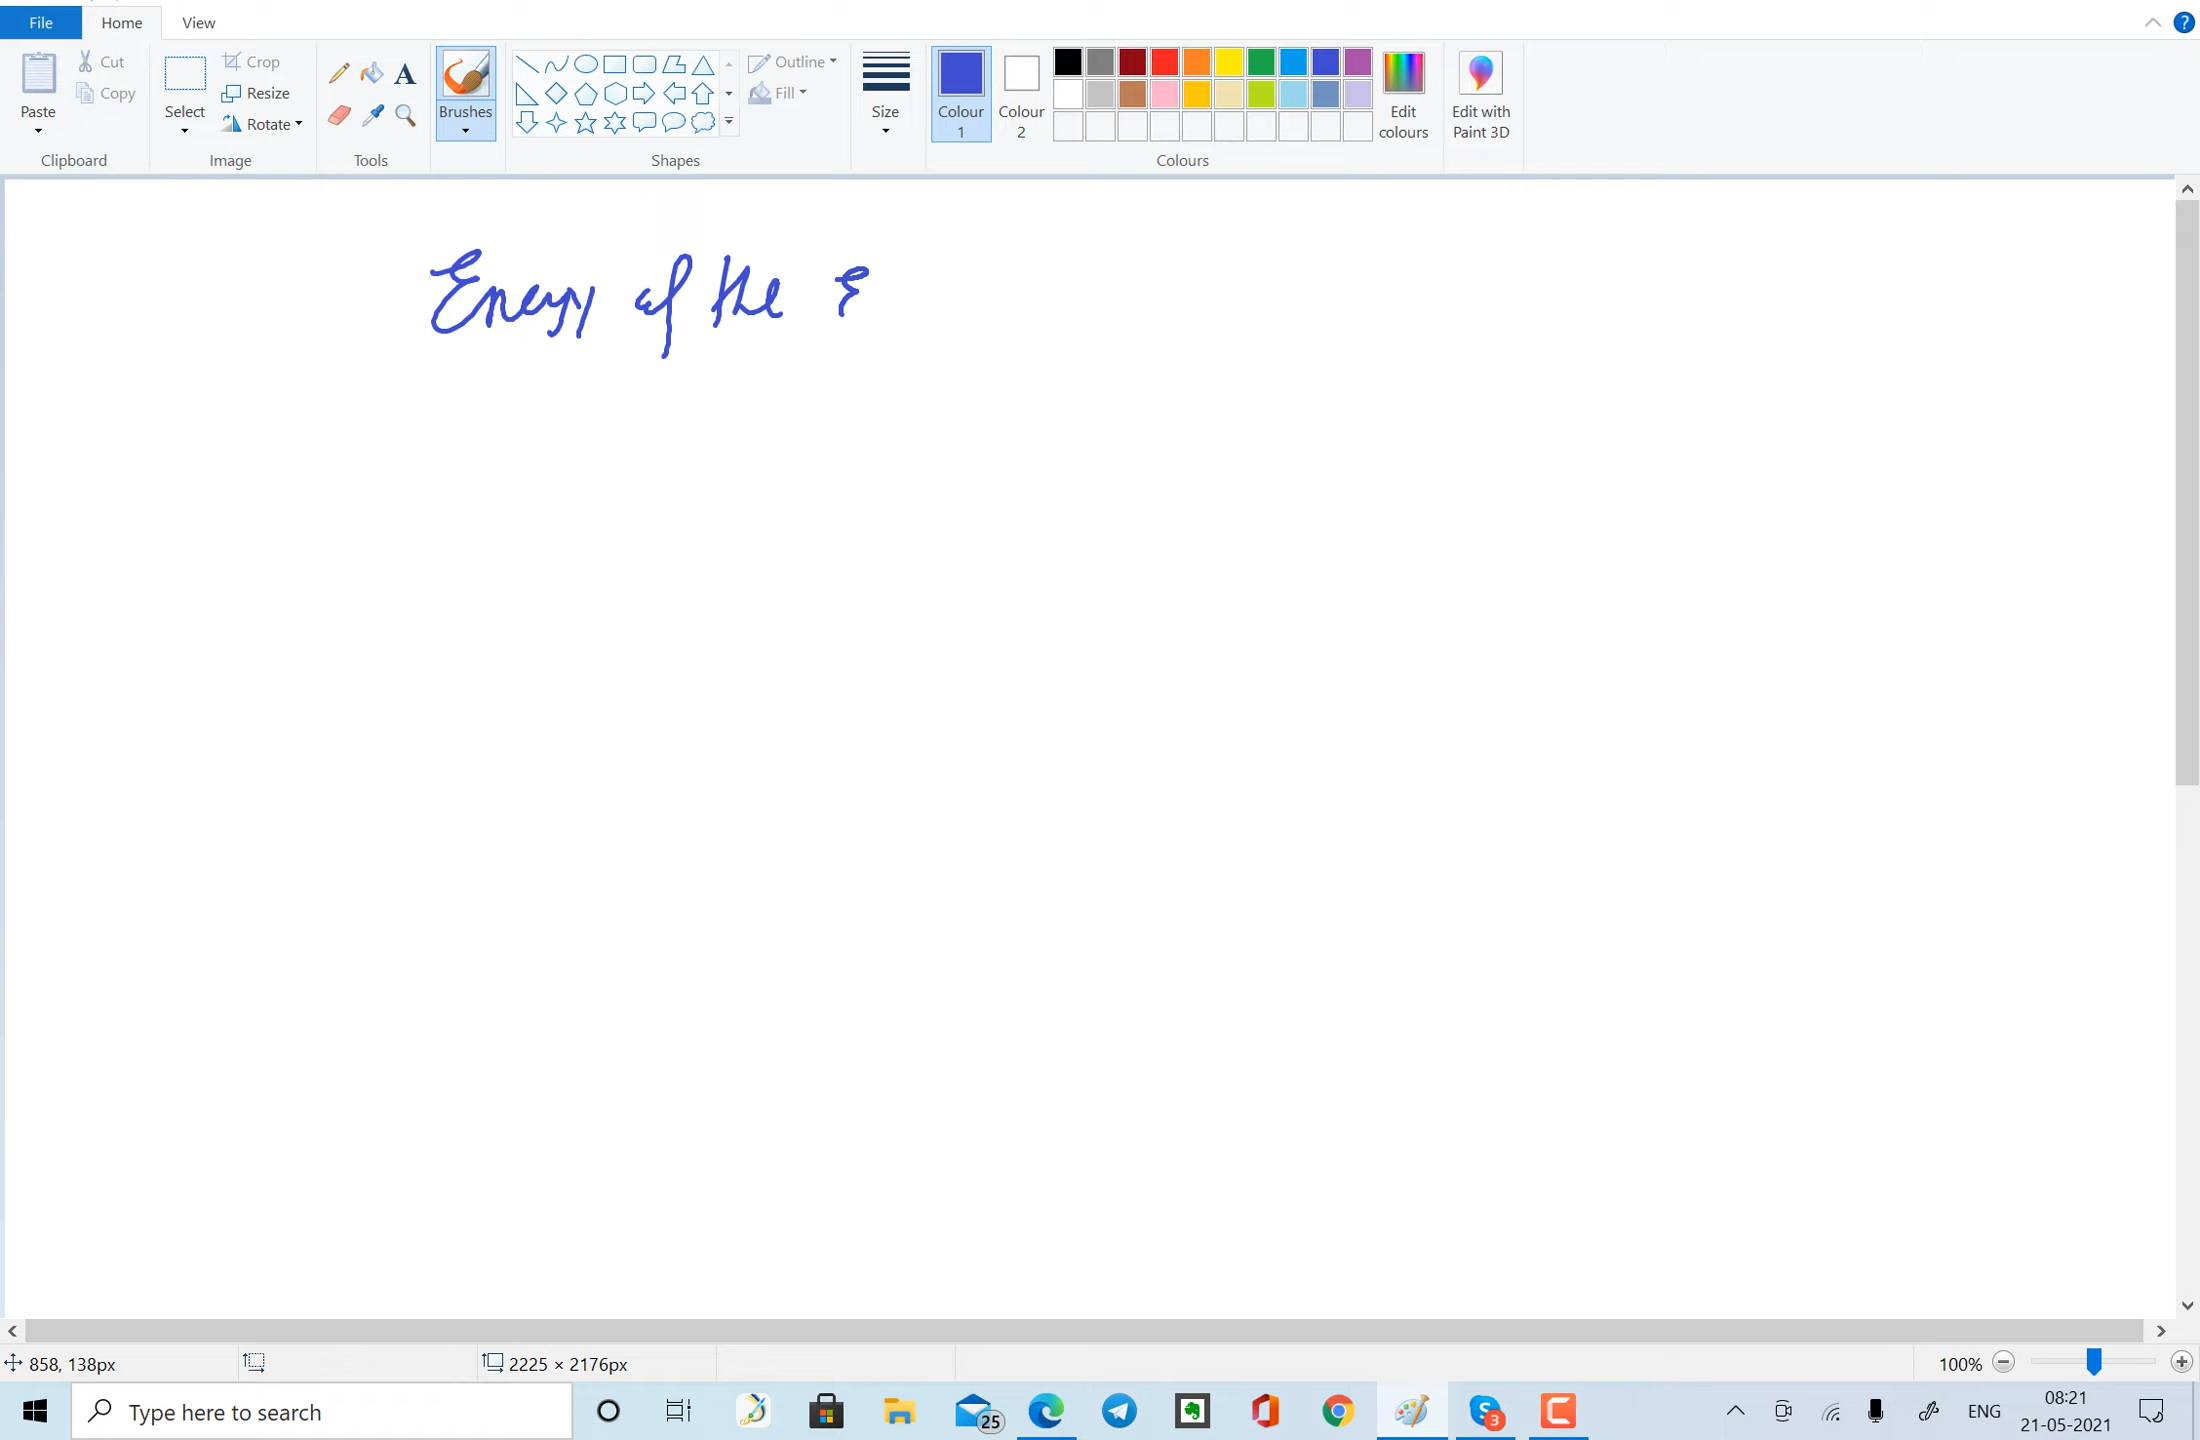 File Home View
Paste Cut Copy Select Crop Resize Rotate Brushes Outline Fill Size Colour 1 Colour 2 Edit colours Edit with Paint 3D
Clipboard Image Tools Shapes Colours
Energy of the
858, 138px 2225 × 2176px 100%
Type here to search 25 3 ENG 08:21
21-05-2021